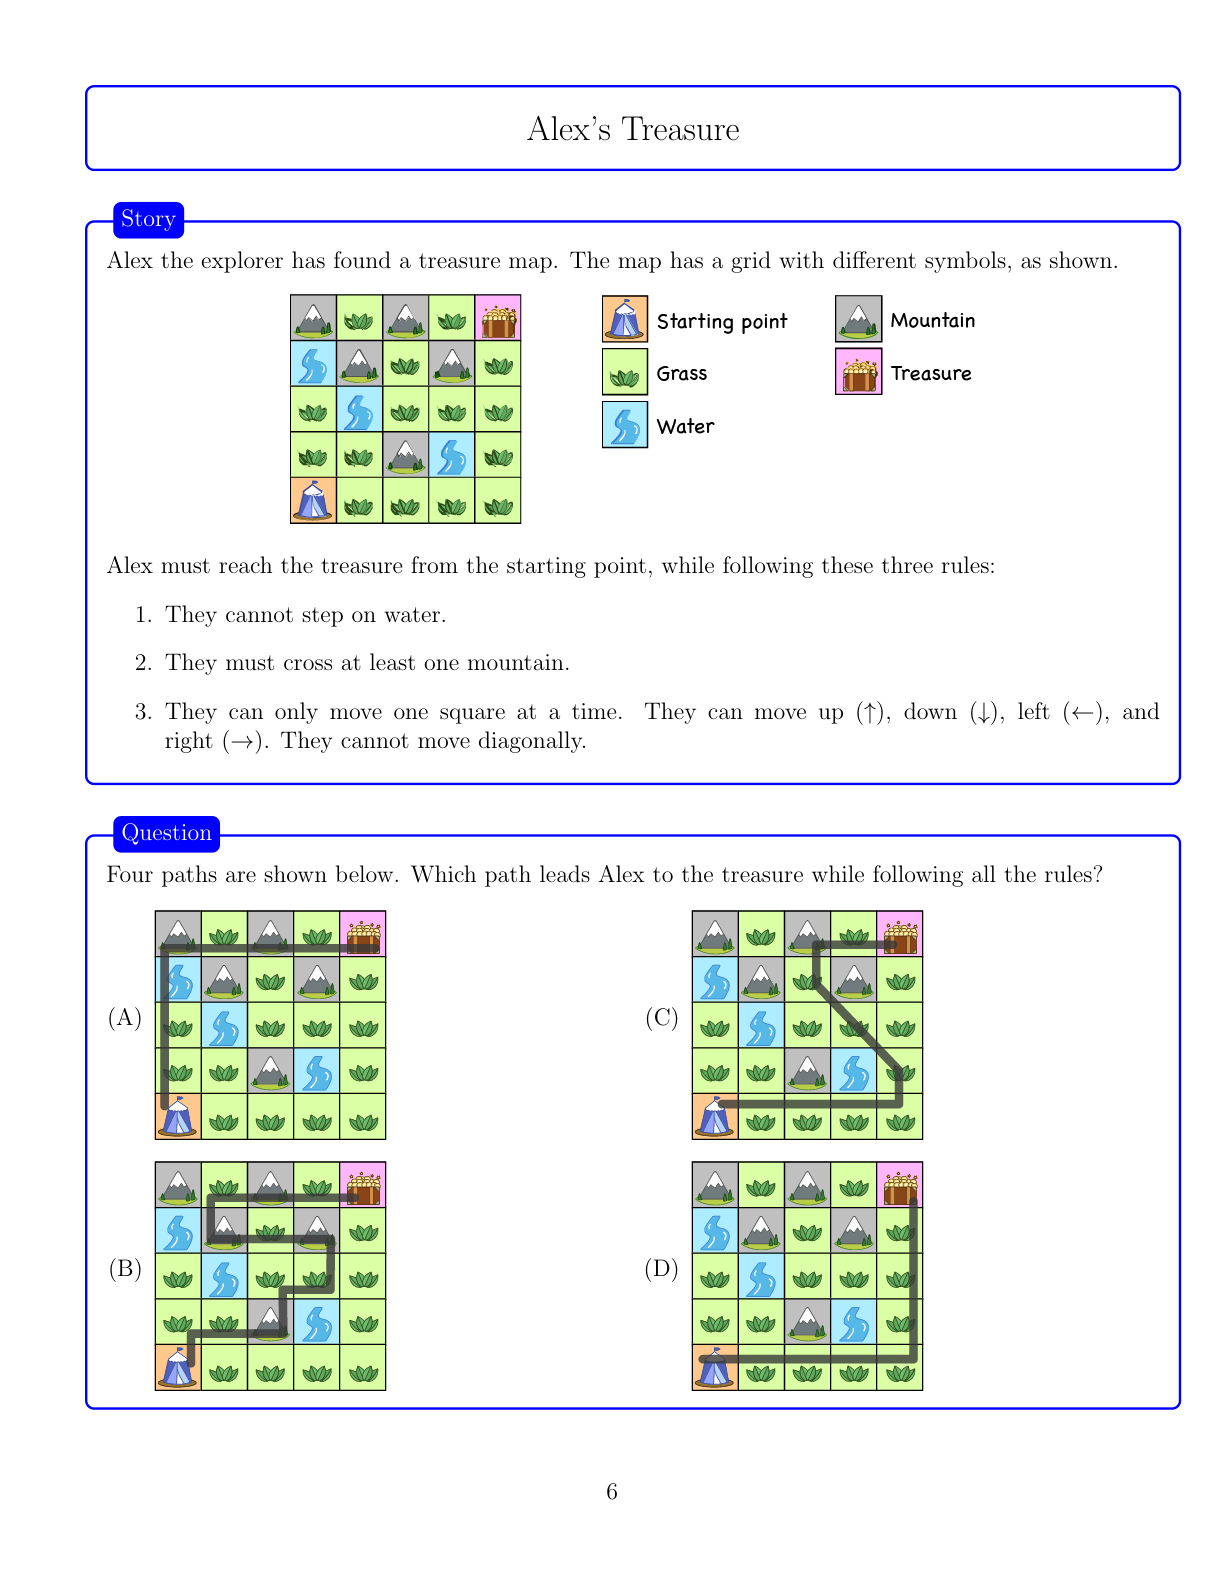 Alex's Treasure
Story
Alex the explorer has found a treasure map. The map has a grid with different symbols, as shown.
Starting point
Mountain
Grass
Treasure
Water
Alex must reach the treasure from the starting point, while following these three rules:
1. They cannot step on water.
2. They must cross at least one mountain.
3. They can only move one square at a time. They can move up (↑), down (↓), left (←), and
right (→). They cannot move diagonally.
Question
Four paths are shown below. Which path leads Alex to the treasure while following all the rules?
(A)
(C)
(B)
(D)
6